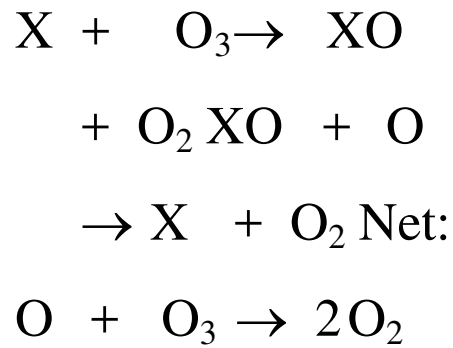 X + O₃→ XO
+ O₂ XO + O
→ X + O₂ Net:
O + O₃ → 2O₂